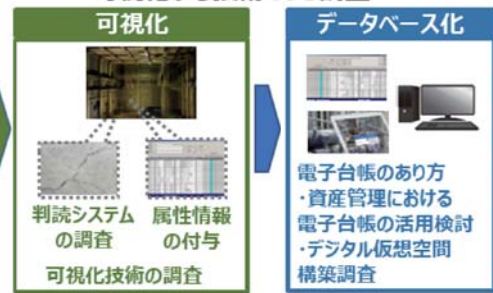 可視化
判読システム
の調査
属性情報
の付与
可視化技術の調査
データベース化
電子台帳のあり方
・資産管理における
電子台帳の活用検討
・デジタル仮想空間
構築調査